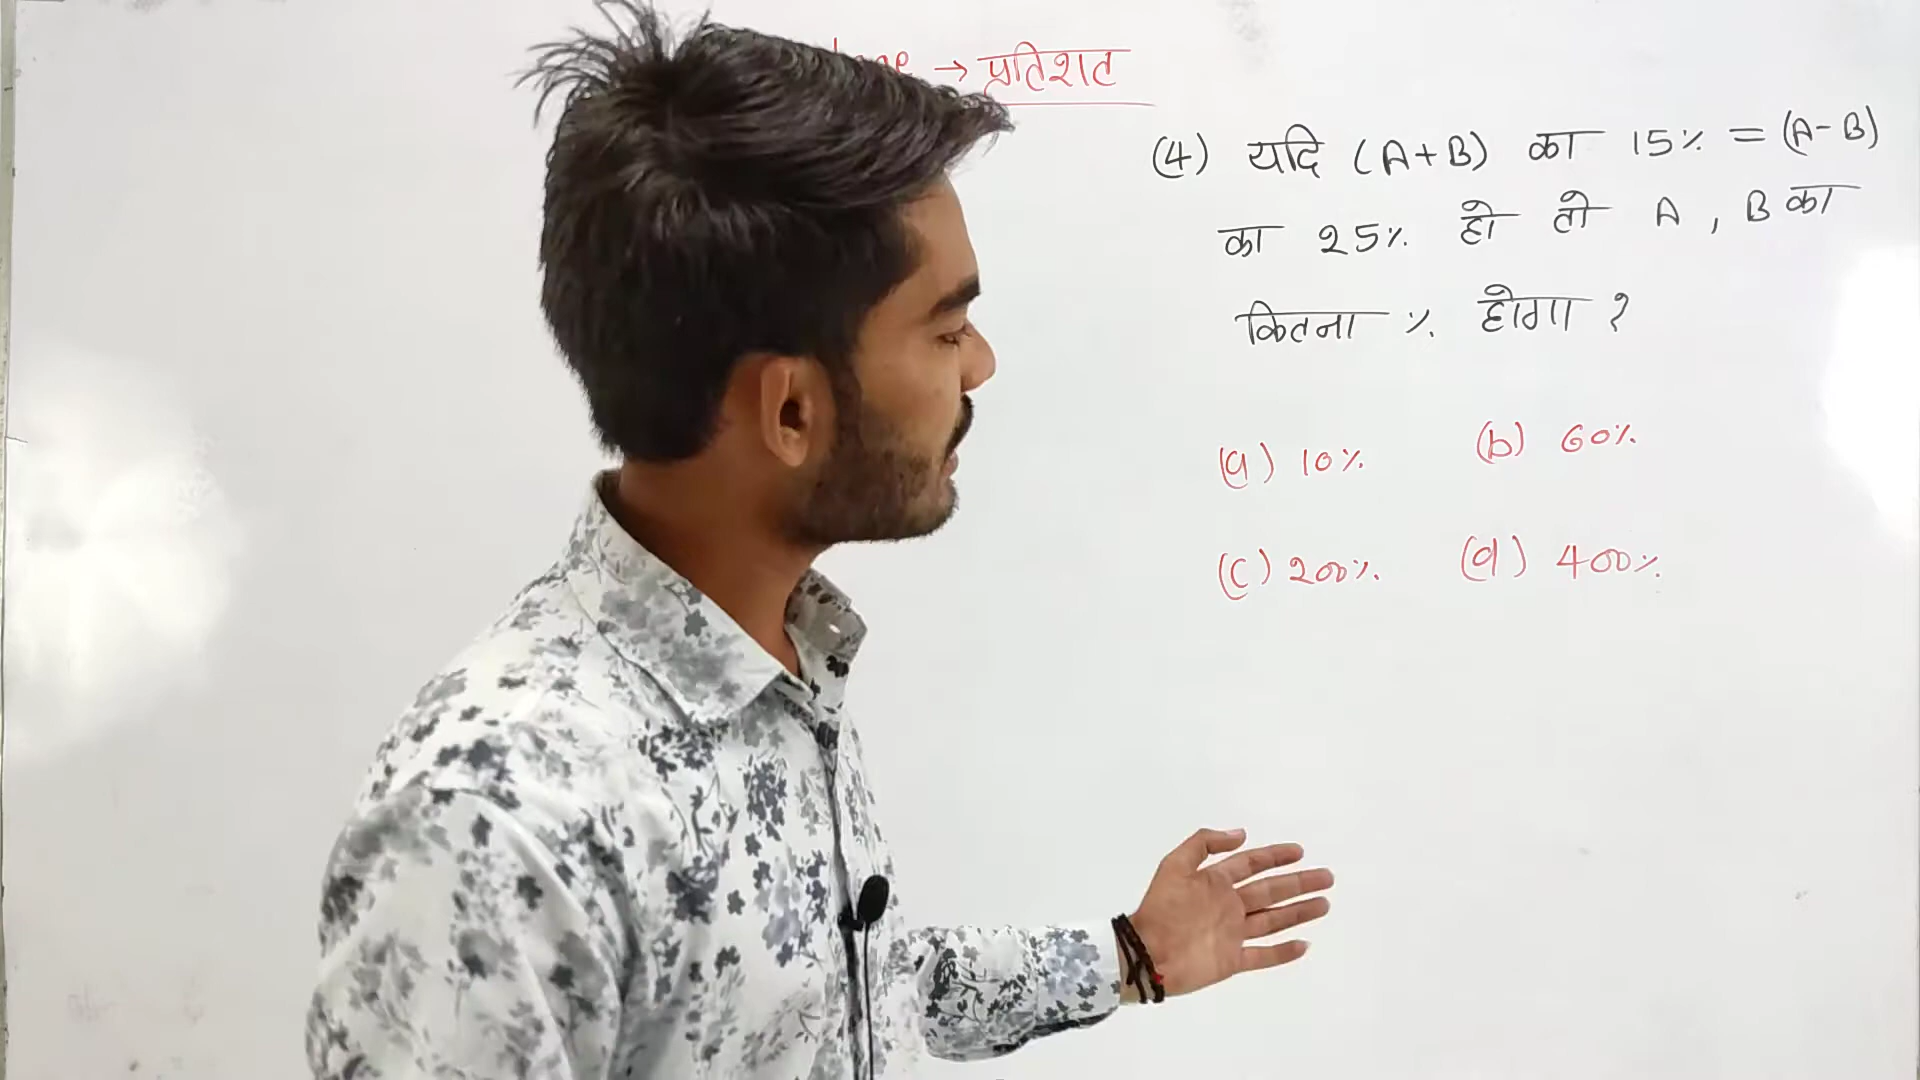 → प्रतिशत
(4) यदि (A+B) का 15% = (A-B)
का 25% हो तो A , B का
कितना % होगा ?
(a) 10% (b) 60%
(c) 200% (d) 400%